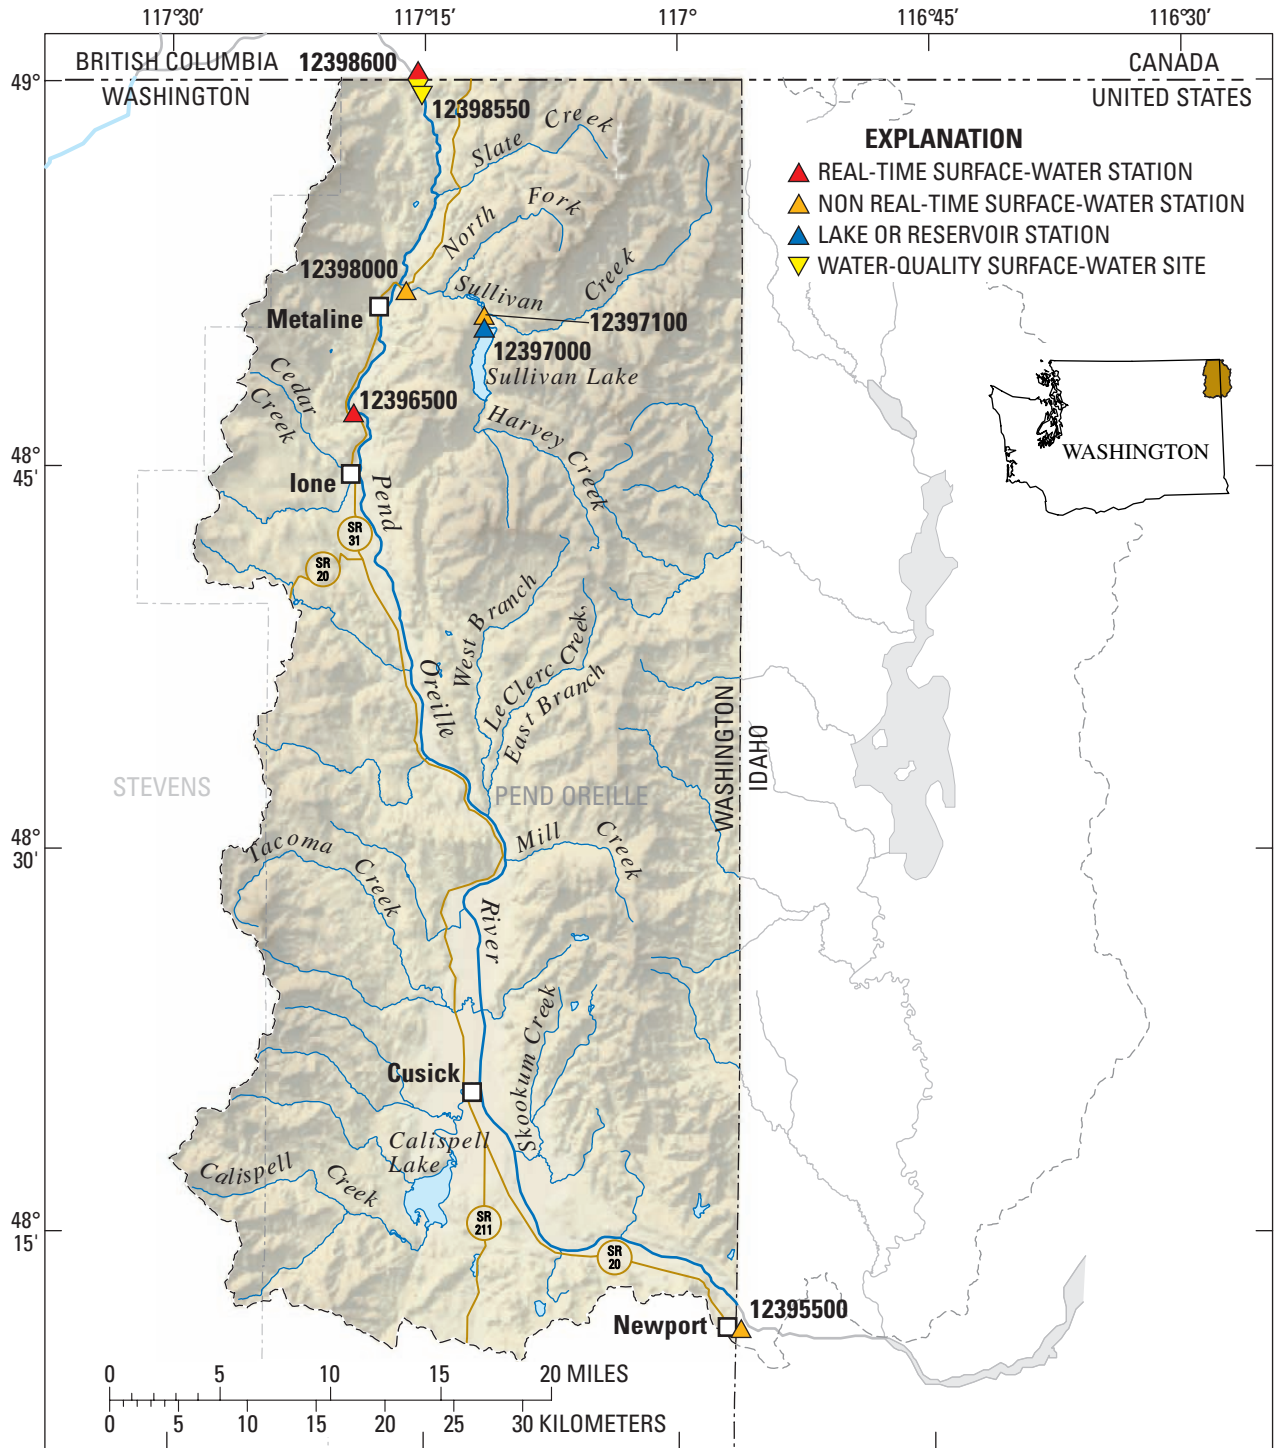 117°30′
117°15′
117°
116°45′
116°30′
49°
BRITISH COLUMBIA
WASHINGTON
12398600
CANADA
UNITED STATES
12398550
EXPLANATION
REAL-TIME SURFACE-WATER STATION
NON REAL-TIME SURFACE-WATER STATION
LAKE OR RESERVOIR STATION
WATER-QUALITY SURFACE-WATER SITE
Slate Creek
North Fork
Sullivan Creek
12398000
Metaline
12397100
12397000
Sullivan Lake
Cedar
Creek
12396500
Harvey Creek
WASHINGTON
48°
45'
Ione
Pend
SR
31
SR
20
West Branch
LeClerc Creek,
East Branch
Oreille
WASHINGTON
IDAHO
STEVENS
PEND OREILLE
48°
30'
Tacoma Creek
Mill Creek
River
Skookum Creek
Cusick
Calispell
Lake
Calispell Creek
48°
15'
SR
211
SR
20
12395500
Newport
0 5 10 15 20 MILES
0 5 10 15 20 25 30 KILOMETERS